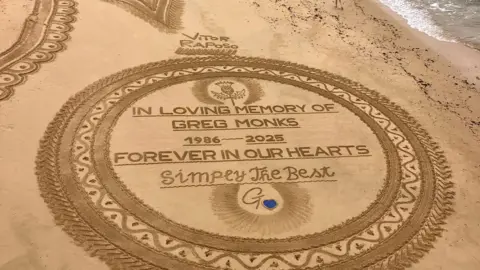 VITOR
RAPOSO
IN LOVING MEMORY OF
GREG MONKS
1986 - 2025
FOREVER IN OUR HEARTS
Simply The Best
G